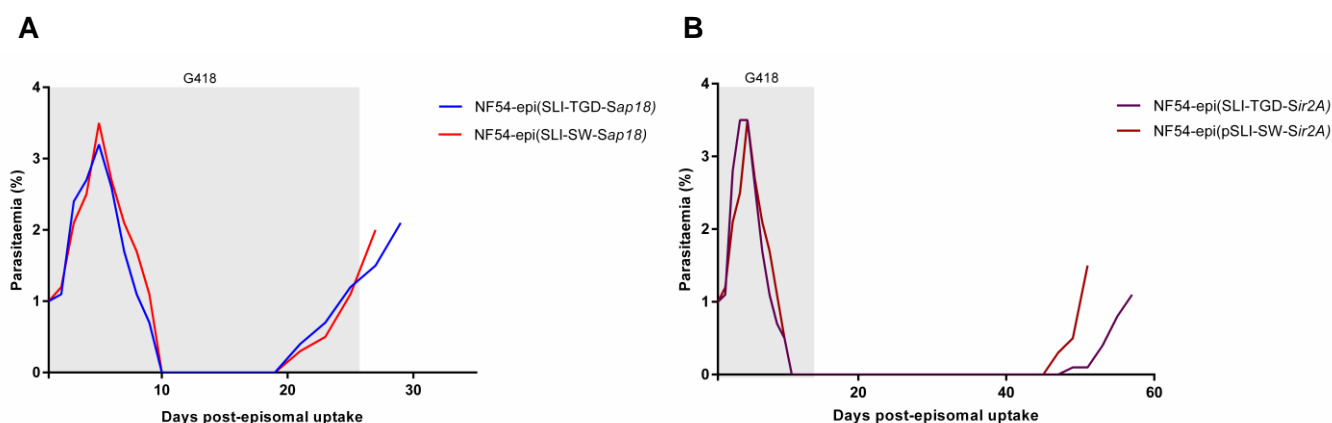 A
G418
4
3
2
1
0
Parasitaemia (%)
10
20
30
Days post-episomal uptake
NF54-epi(SLI-TGD-Sap18)
NF54-epi(SLI-SW-Sap18)
B
G418
4
3
2
1
0
Parasitaemia (%)
20
40
60
Days post-episomal uptake
NF54-epi(SLI-TGD-Sir2A)
NF54-epi(pSLI-SW-Sir2A)